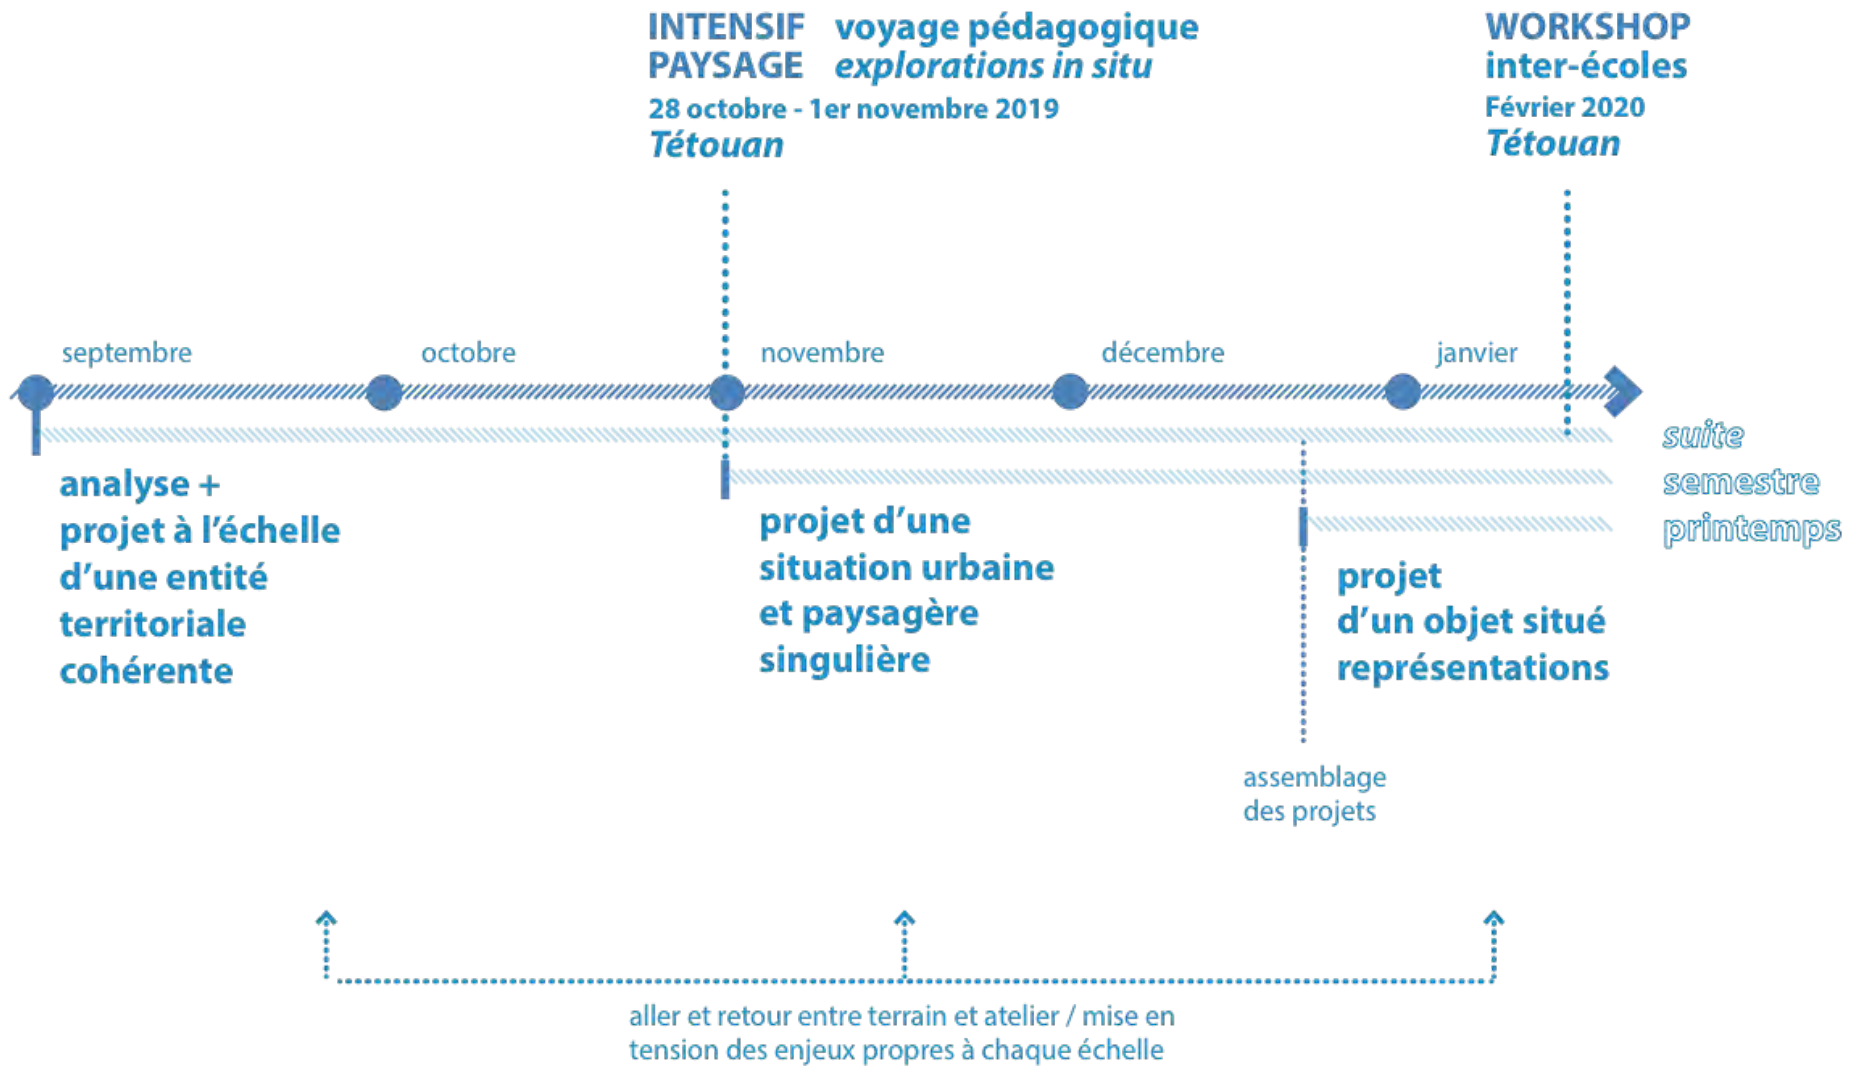 INTENSIF voyage pédagogique
PAYSAGE explorations in situ
28 octobre - 1er novembre 2019
Tétouan
WORKSHOP
inter-écoles
Février 2020
Tétouan
septembre
octobre
novembre
décembre
janvier
suite
semestre
printemps
analyse +
projet à l’échelle
d’une entité
territoriale
cohérente
projet d’une
situation urbaine
et paysagère
singulière
projet
d’un objet situé
représentations
assemblage
des projets
aller et retour entre terrain et atelier / mise en
tension des enjeux propres à chaque échelle